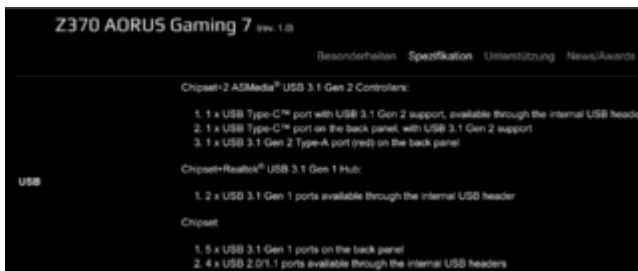 Z370 AORUS Gaming 7 (rev. 1.0)
Besonderheiten Spezifikation Unterstützung News/Awards
Chipset+2 ASMedia® USB 3.1 Gen 2 Controllers:
1. 1 x USB Type-C™ port with USB 3.1 Gen 2 support, available through the internal USB heade
2. 1 x USB Type-C™ port on the back panel, with USB 3.1 Gen 2 support
3. 1 x USB 3.1 Gen 2 Type-A port (red) on the back panel
Chipset+Realtek® USB 3.1 Gen 1 Hub:
USB
1. 2 x USB 3.1 Gen 1 ports available through the internal USB header
Chipset:
1. 5 x USB 3.1 Gen 1 ports on the back panel
2. 4 x USB 2.0/1.1 ports available through the internal USB headers